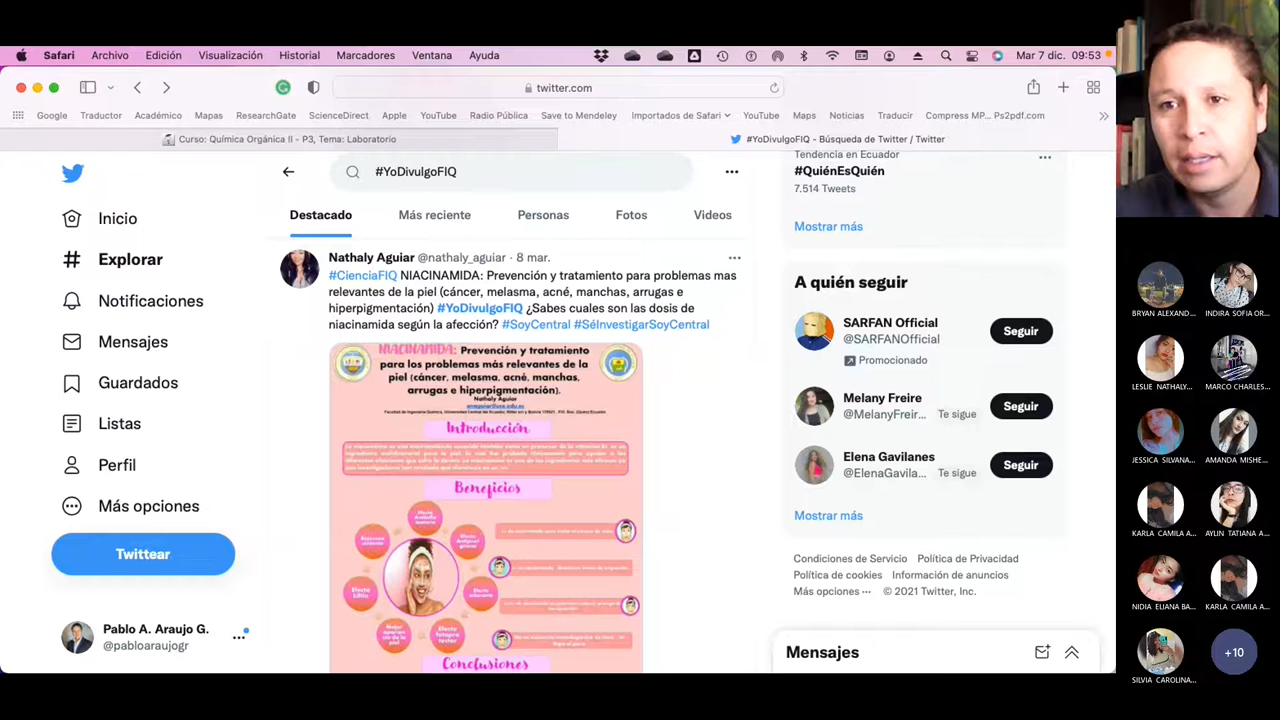 Safari Archivo Edición Visualización Historial Marcadores Ventana Ayuda Mar 7 dic. 09:53
twitter.com
Google Traductor Académico Mapas ResearchGate ScienceDirect Apple YouTube Radio Pública Save to Mendeley Importados de Safari YouTube Maps Noticias Traducir Compress MP... Ps2pdf.com
Curso: Química Orgánica II - P3, Tema: Laboratorio
#YoDivulgoFIQ - Búsqueda de Twitter / Twitter
Inicio
Explorar
Notificaciones
Mensajes
Guardados
Listas
Perfil
Más opciones
Twittear
Pablo A. Araujo G.
@pabloaraujogr
#YoDivulgoFIQ
Destacado Más reciente Personas Fotos Videos
Nathaly Aguiar @nathaly_aguiar · 8 mar.
#CienciaFIQ NIACINAMIDA: Prevención y tratamiento para problemas mas
relevantes de la piel (cáncer, melasma, acné, manchas, arrugas e
hiperpigmentación) #YoDivulgoFIQ ¿Sabes cuales son las dosis de
niacinamida según la afección? #SoyCentral #SéInvestigarSoyCentral
NIACINAMIDA: Prevención y tratamiento
para los problemas más relevantes de la
piel (cáncer, melasma, acné, manchas,
arrugas e hiperpigmentación).
Nathaly Aguiar
Introducción
Beneficios
Conclusiones
Tendencia en Ecuador
#QuiénEsQuién
7.514 Tweets
Mostrar más
A quién seguir
SARFAN Official
@SARFANOfficial
Seguir
Promocionado
Melany Freire
@MelanyFreir... Te sigue
Seguir
Elena Gavilanes
@ElenaGavila... Te sigue
Seguir
Mostrar más
Condiciones de Servicio Política de Privacidad
Política de cookies Información de anuncios
Más opciones ··· © 2021 Twitter, Inc.
Mensajes
BRYAN ALEXAND... INDIRA SOFIA OR...
LESLIE NATHALY... MARCO CHARLES...
JESSICA SILVANA... AMANDA MISHE...
KARLA CAMILA A... AYLIN TATIANA A...
NIDIA ELIANA BA... KARLA CAMILA A...
SILVIA CAROLINA... +10